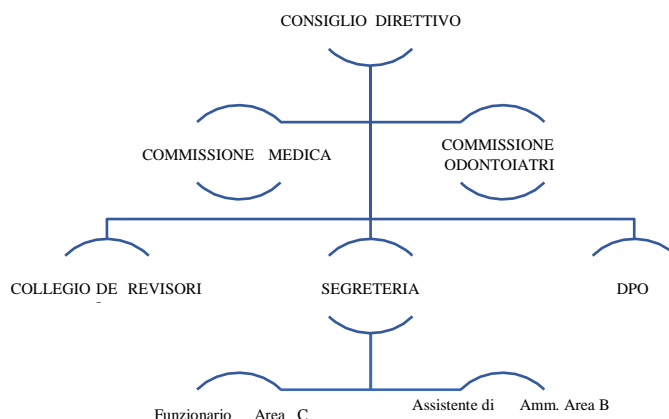 CONSIGLIO DIRETTIVO
COMMISSIONE MEDICA
COMMISSIONE
ODONTOIATRI
COLLEGIO DE REVISORI
SEGRETERIA
DPO
Funzionario Area C
Assistente di Amm. Area B